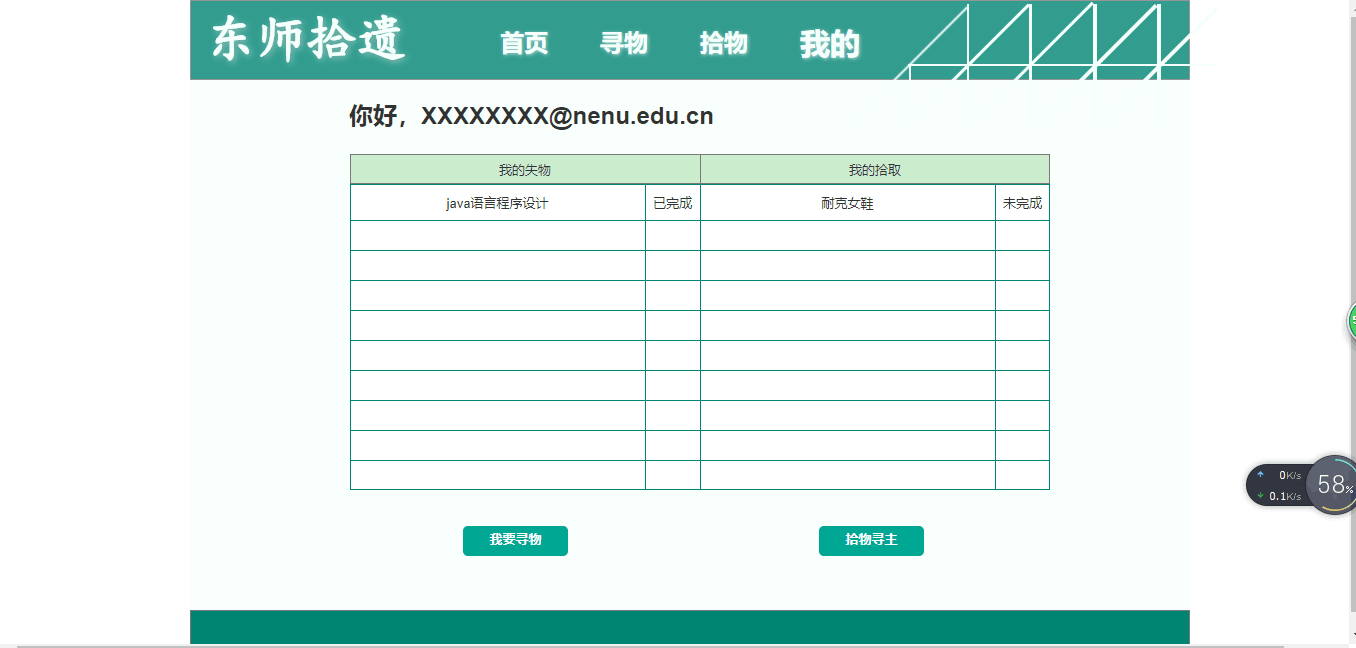 东师拾遗
首页 寻物 拾物 我的
你好，XXXXXXXX@nenu.edu.cn
我的失物 我的拾取
java语言程序设计 已完成 耐克女鞋 未完成
0K/s
0.1K/s
58%
我要寻物 拾物寻主